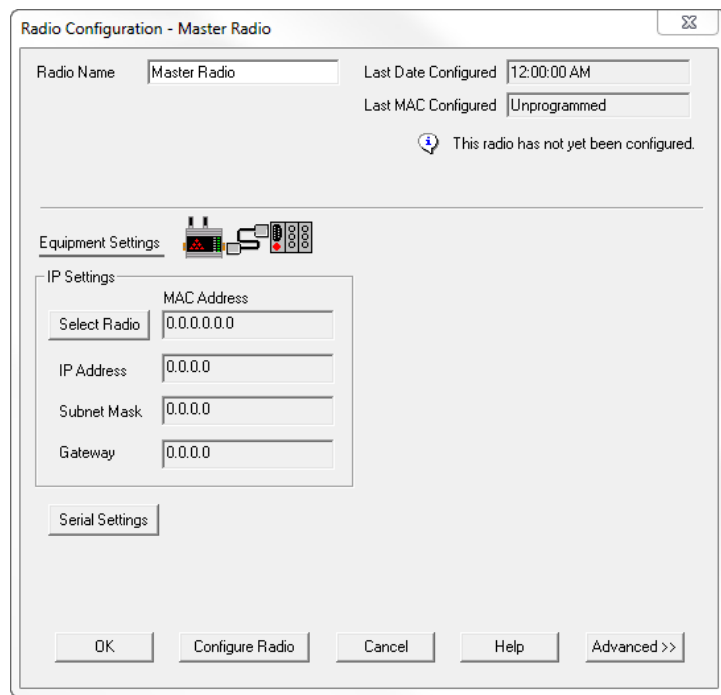 Radio Configuration - Master Radio
Radio Name Master Radio Last Date Configured 12:00:00 AM
Last MAC Configured Unprogrammed
This radio has not yet been configured.
Equipment Settings
IP Settings
MAC Address
Select Radio 0.0.0.0.0.0
IP Address 0.0.0.0
Subnet Mask 0.0.0.0
Gateway 0.0.0.0
Serial Settings
OK Configure Radio Cancel Help Advanced >>